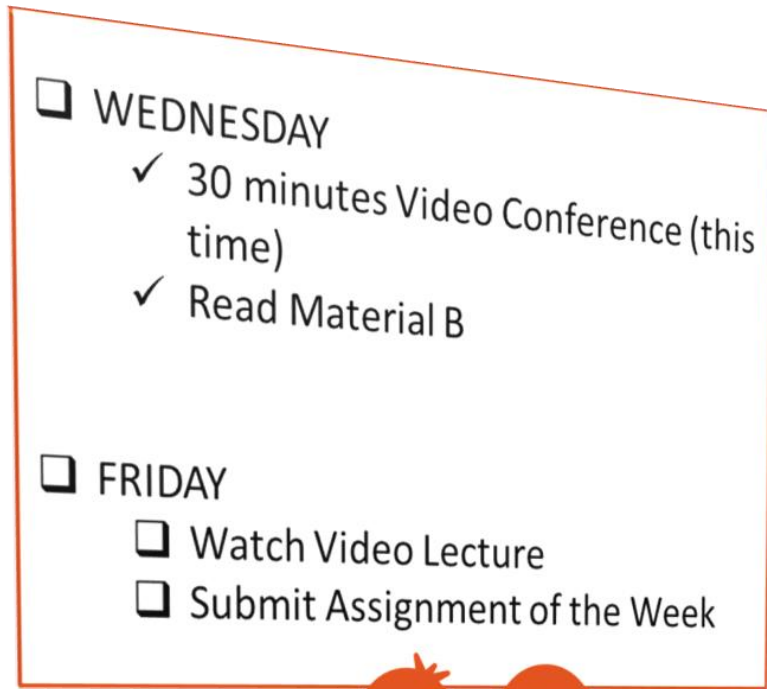 ❑ WEDNESDAY
✓ 30 minutes Video Conference (this
time)
✓ Read Material B
❑ FRIDAY
❑ Watch Video Lecture
❑ Submit Assignment of the Week